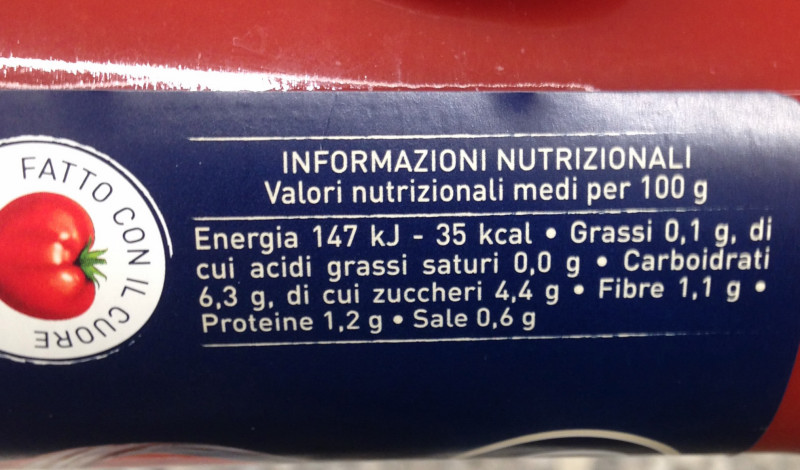 FATTO CON IL CUORE
INFORMAZIONI NUTRIZIONALI
Valori nutrizionali medi per 100 g
Energia 147 kJ - 35 kcal • Grassi 0,1 g, di
cui acidi grassi saturi 0,0 g • Carboidrati
6,3 g, di cui zuccheri 4,4 g • Fibre 1,1 g •
Proteine 1,2 g • Sale 0,6 g